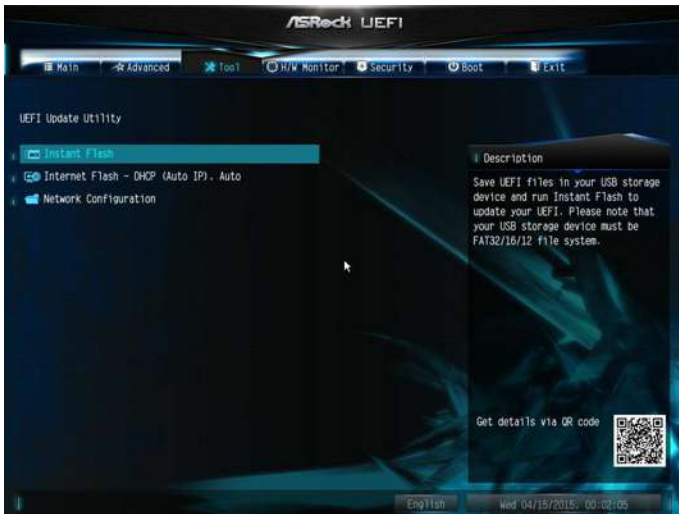 ASRock UEFI
Main
Advanced
Tool
H/W Monitor
Security
Boot
Exit
UEFI Update Utility
Instant Flash
Internet Flash - DHCP (Auto IP). Auto
Network Configuration
Description
Save UEFI files in your USB storage
device and run Instant Flash to
update your UEFI. Please note that
your USB storage device must be
FAT32/16/12 file system.
Get details via QR code
English
Wed 04/15/2015. 00:02:05